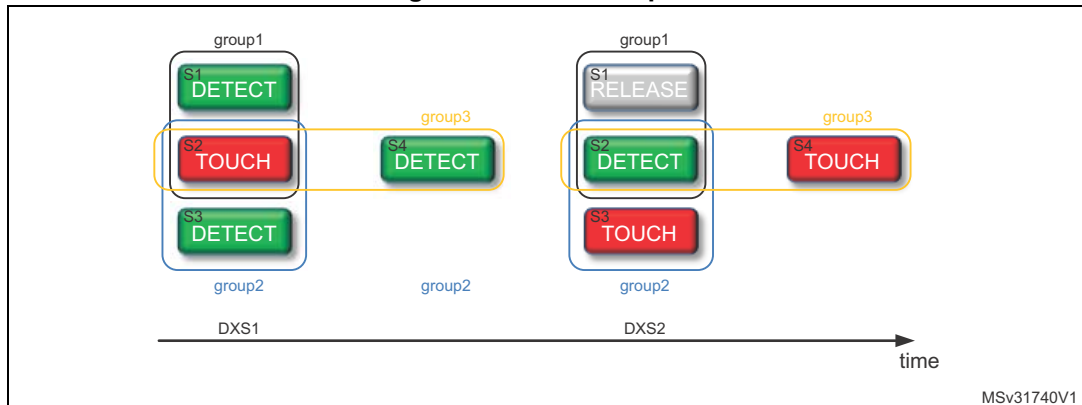 group1
group1
S1
DETECT
S1
RELEASE
group3
group3
S2
TOUCH
S4
DETECT
S2
DETECT
S4
TOUCH
S3
DETECT
S3
TOUCH
group2
group2
group2
DXS1
DXS2
time
MSv31740V1